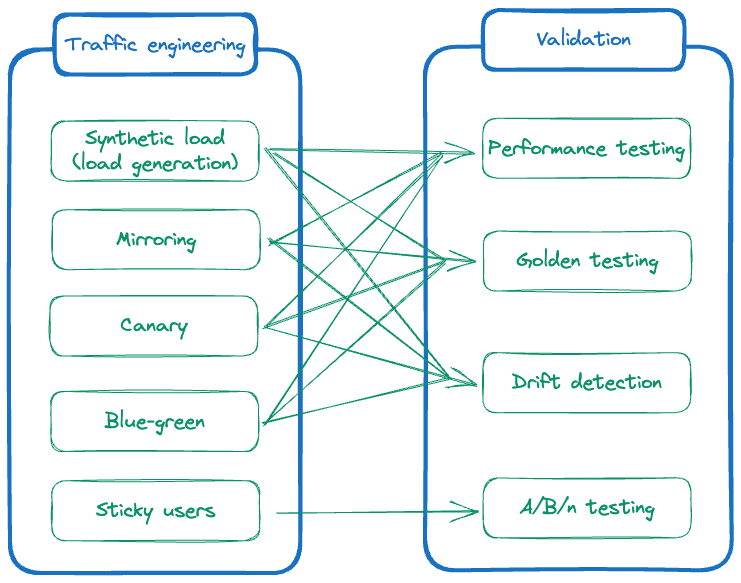 Traffic engineering
Synthetic load
(load generation)
Mirroring
Canary
Blue-green
Sticky users
Validation
Performance testing
Golden testing
Drift detection
A/B/n testing